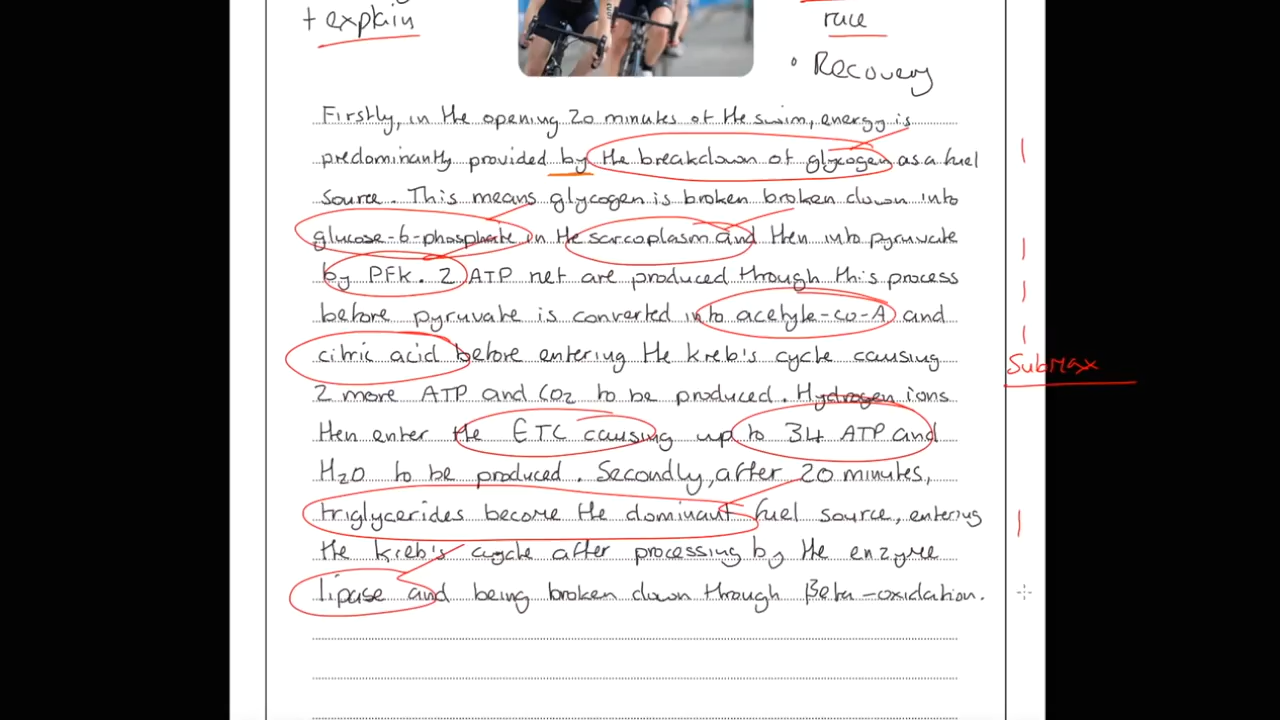 + explain
race
• Recovery
Firstly, in the opening 20 minutes of the swim, energy is
predominantly provided by the breakdown of glycogen as a fuel
source. This means glycogen is broken broken down into
glucose-6-phosphate in the sarcoplasm and then into pyruvate
by PFK. 2 ATP net are produced through this process
before pyruvate is converted into acetyle-co-A and
citric acid before entering the Kreb's cycle causing
SubMax
2 more ATP and CO2 to be produced. Hydrogen ions
then enter the ETC causing up to 34 ATP and
H2O to be produced. Secondly, after 20 minutes,
triglycerides become the dominant fuel source, entering
the Kreb's cycle after processing by the enzyme
lipase and being broken down through Beta-oxidation.